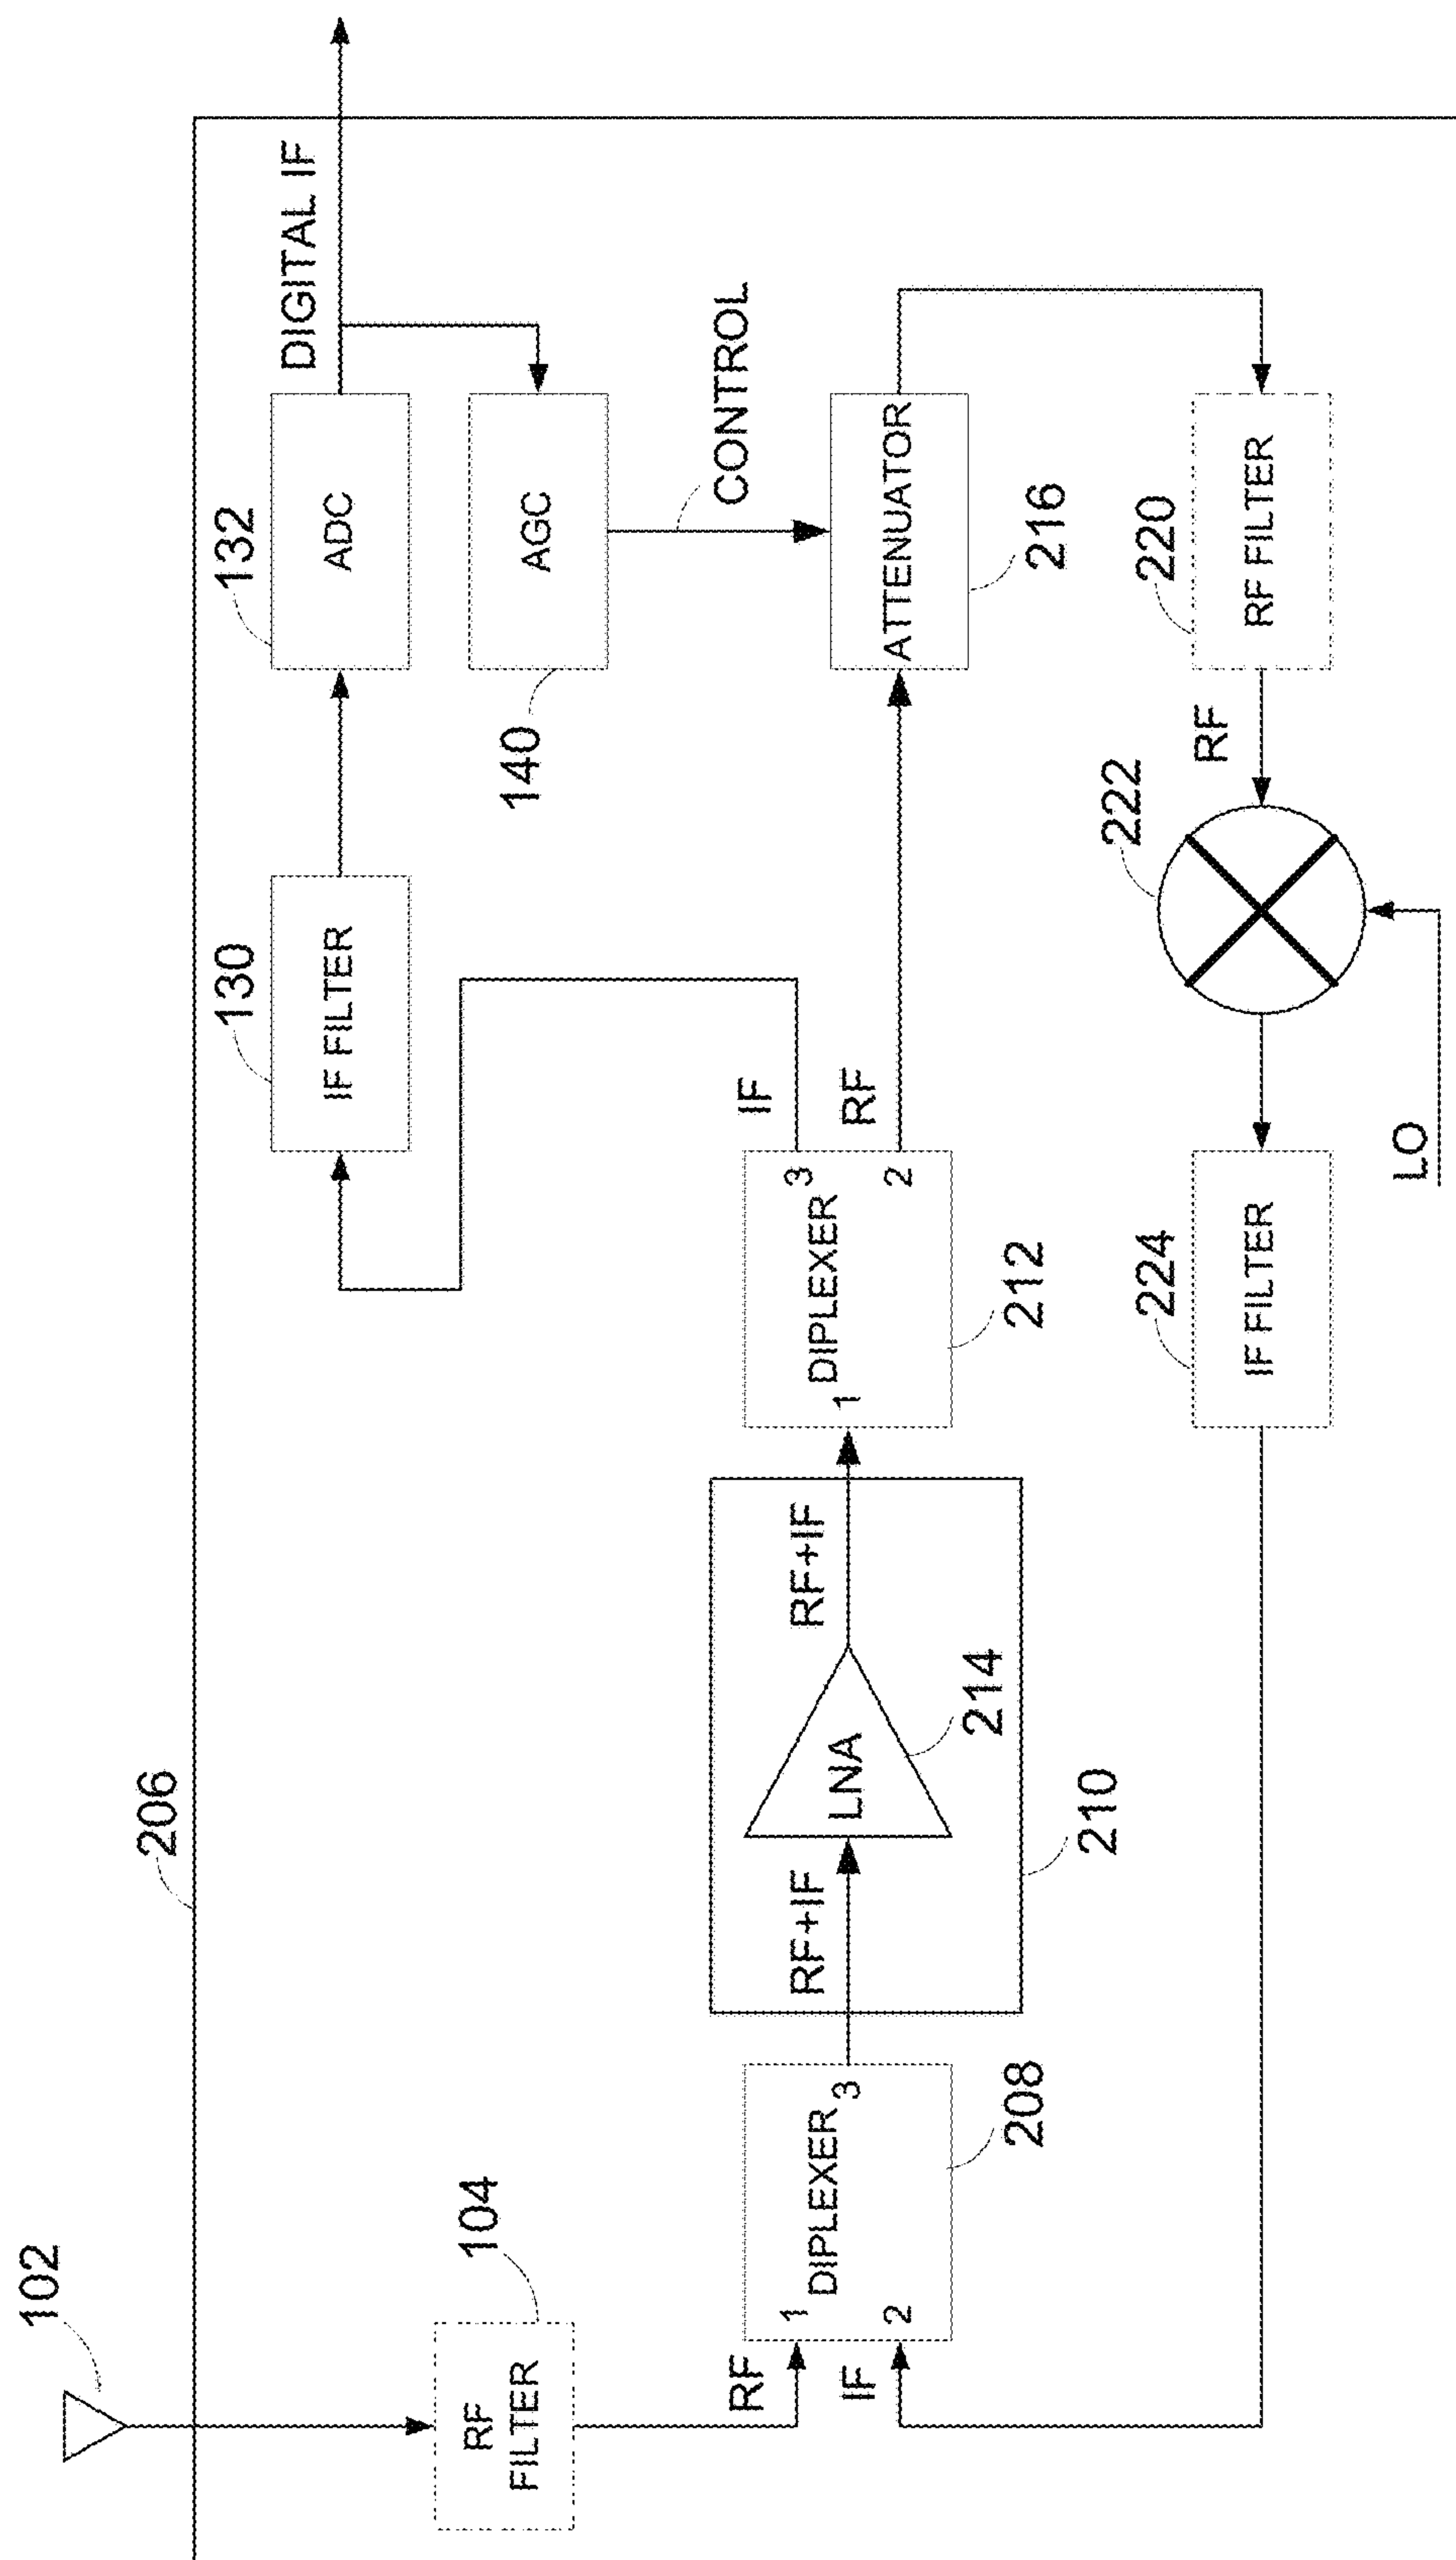 102
206
104
RF
FILTER
RF
1
DIPLEXER
3
2
IF
208
RF+IF
LNA
RF+IF
214
210
1
DIPLEXER
3
2
212
IF
RF
130
IF FILTER
132
ADC
DIGITAL IF
140
AGC
CONTROL
ATTENUATOR
216
220
RF FILTER
RF
222
LO
224
IF FILTER